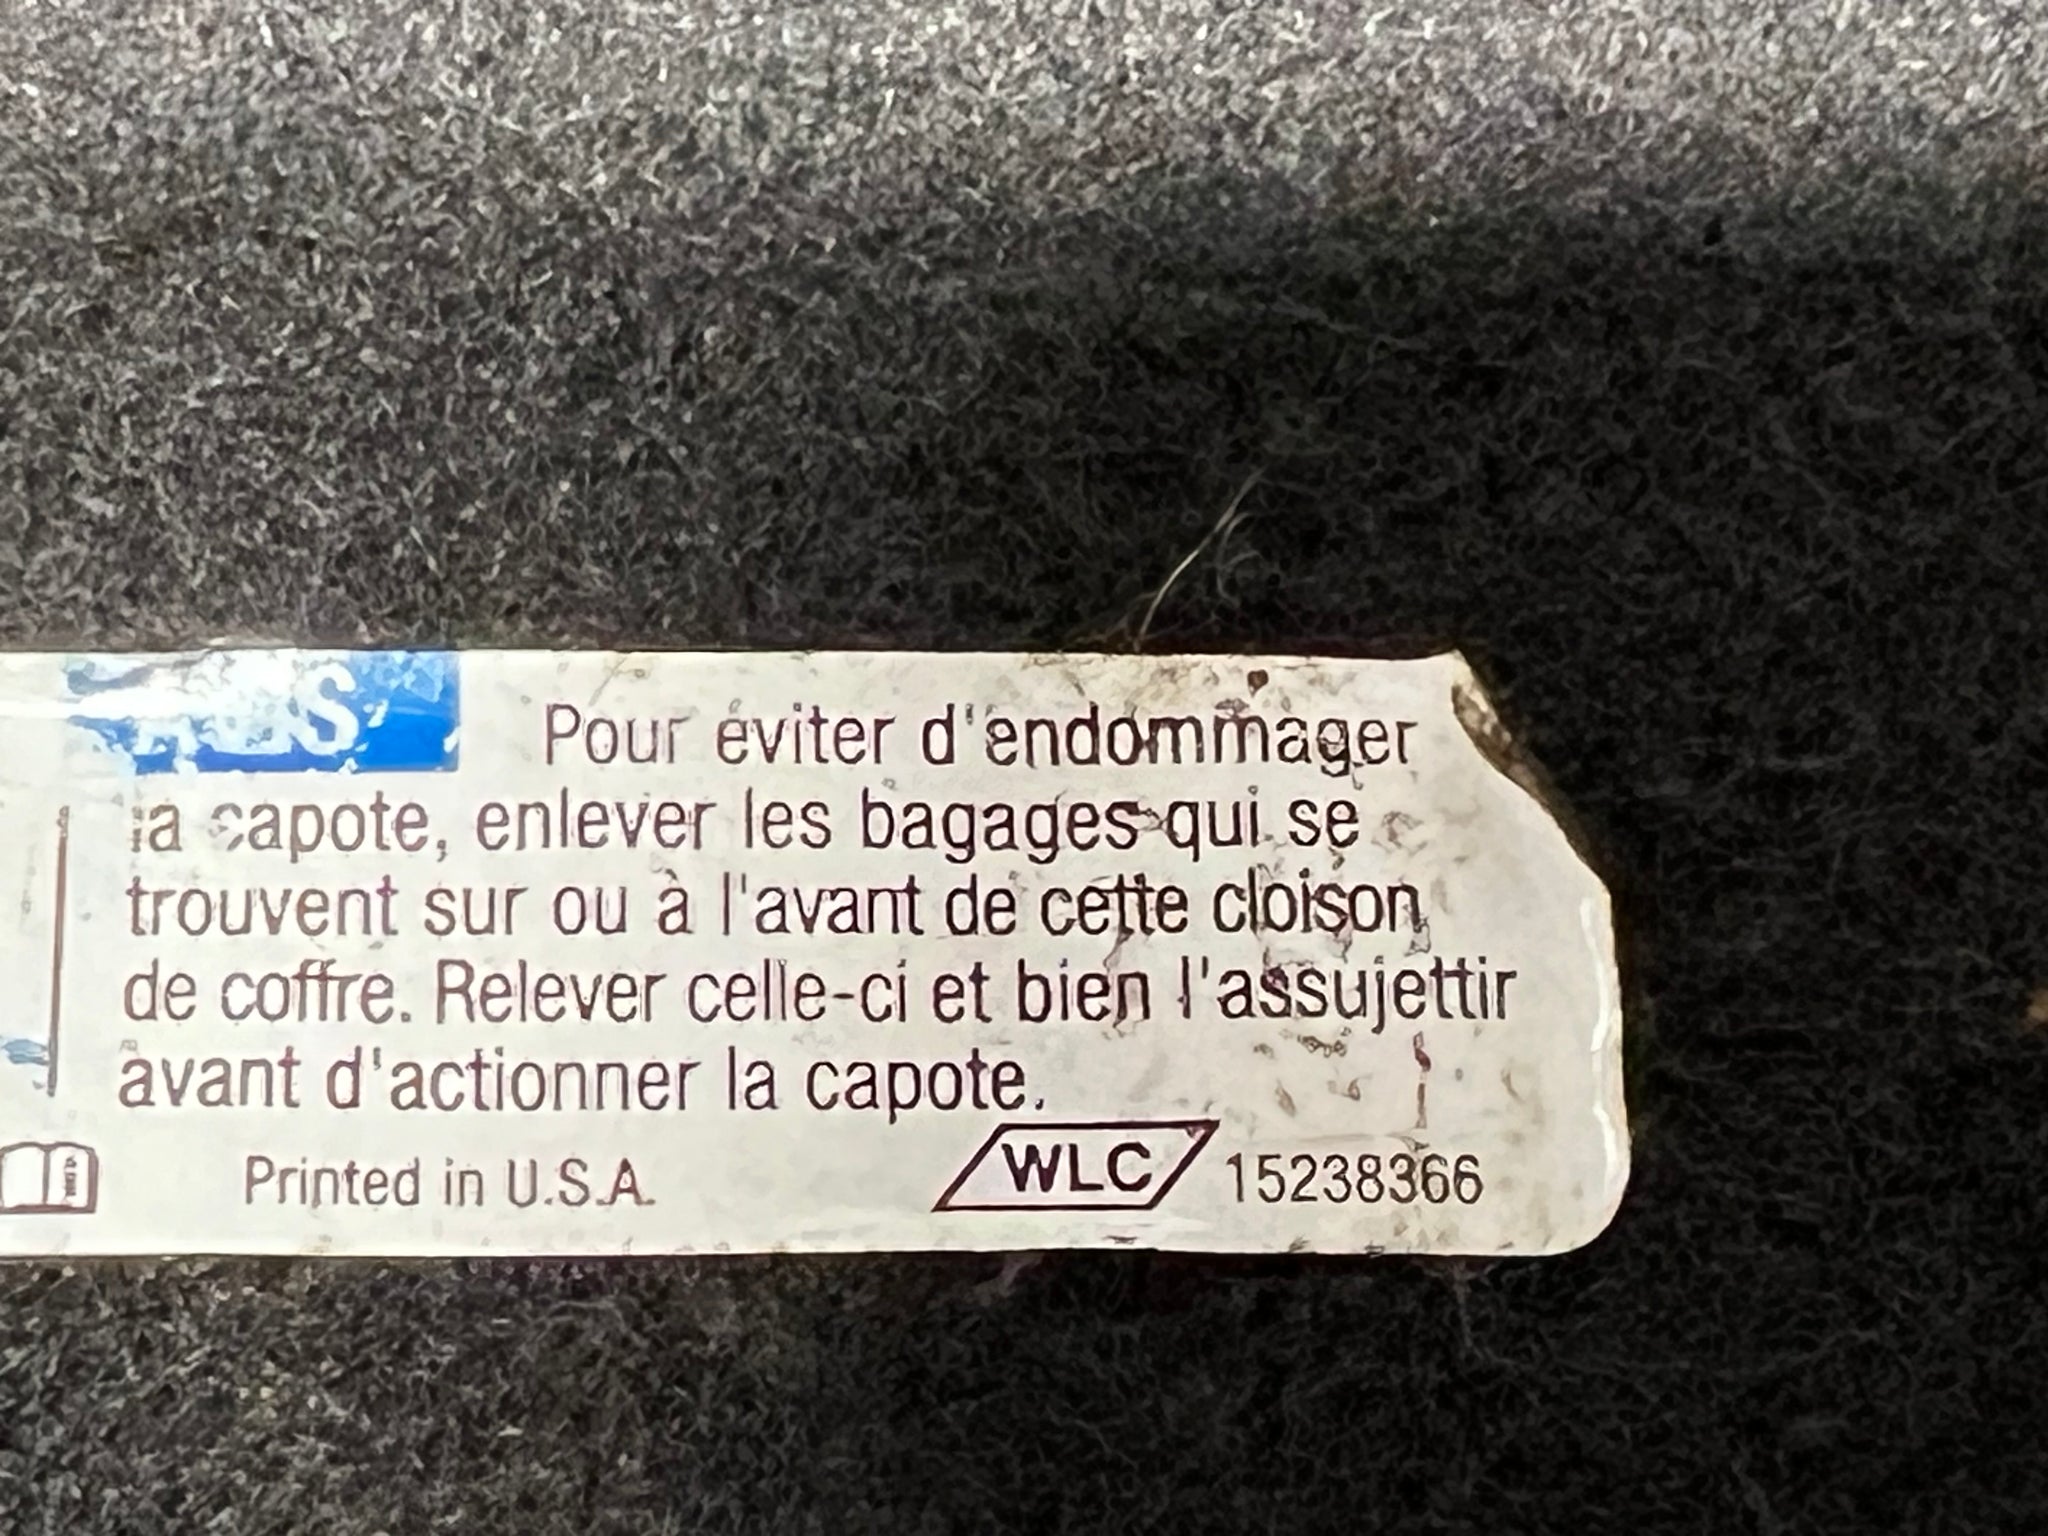 Pour éviter d'endommager
la capote, enlever les bagages qui se
trouvent sur ou à l'avant de cette cloison
de coffre. Relever celle-ci et bien l'assujettir
avant d'actionner la capote.
Printed in U.S.A. WLC 15238366